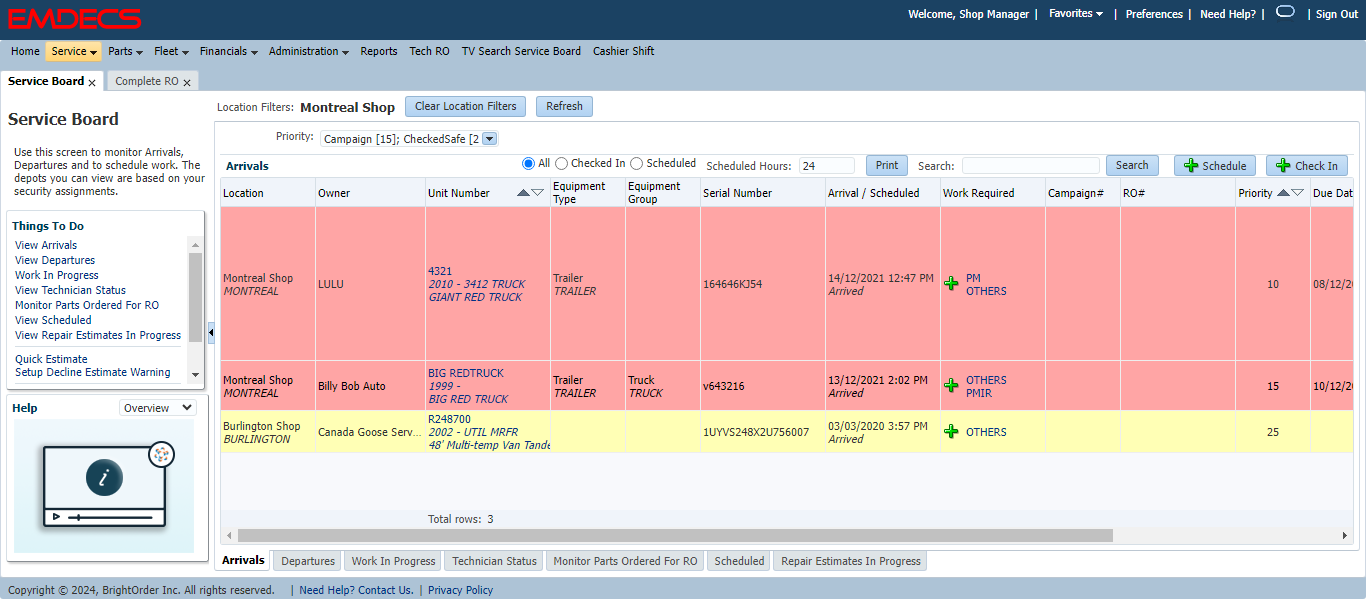 EMDECS
Welcome, Shop Manager | Favorites | Preferences | Need Help? | | Sign Out
Home Service Parts Fleet Financials Administration Reports Tech RO TV Search Service Board Cashier Shift
Service Board x Complete RO x
Service Board
Use this screen to monitor Arrivals,
Departures and to schedule work. The
depots you can view are based on your
security assignments.
Things To Do
View Arrivals
View Departures
Work In Progress
View Technician Status
Monitor Parts Ordered For RO
View Scheduled
View Repair Estimates In Progress
Quick Estimate
Setup Decline Estimate Warning
Help Overview
i
Location Filters: Montreal Shop Clear Location Filters Refresh
Priority: Campaign [15]; CheckedSafe [2
Arrivals All Checked In Scheduled Scheduled Hours: 24 Print Search: Search Schedule Check In
Location Owner Unit Number Equipment Type Equipment Group Serial Number Arrival / Scheduled Work Required Campaign# RO# Priority Due Dat
Montreal Shop
MONTREAL
LULU
4321
2010 - 3412 TRUCK
GIANT RED TRUCK
Trailer
TRAILER
164646KJ54
14/12/2021 12:47 PM
Arrived
PM
OTHERS
10
08/12/2
Montreal Shop
MONTREAL
Billy Bob Auto
BIG REDTRUCK
1999 -
BIG RED TRUCK
Trailer
TRAILER
Truck
TRUCK
v643216
13/12/2021 2:02 PM
Arrived
OTHERS
PMIR
15
10/12/2
Burlington Shop
BURLINGTON
Canada Goose Serv...
R248700
2002 - UTIL MRFR
48' Multi-temp Van Tande
1UYVS248X2U756007
03/03/2020 3:57 PM
Arrived
OTHERS
25
Total rows: 3
Arrivals Departures Work In Progress Technician Status Monitor Parts Ordered For RO Scheduled Repair Estimates In Progress
Copyright © 2024, BrightOrder Inc. All rights reserved. | Need Help? Contact Us. | Privacy Policy